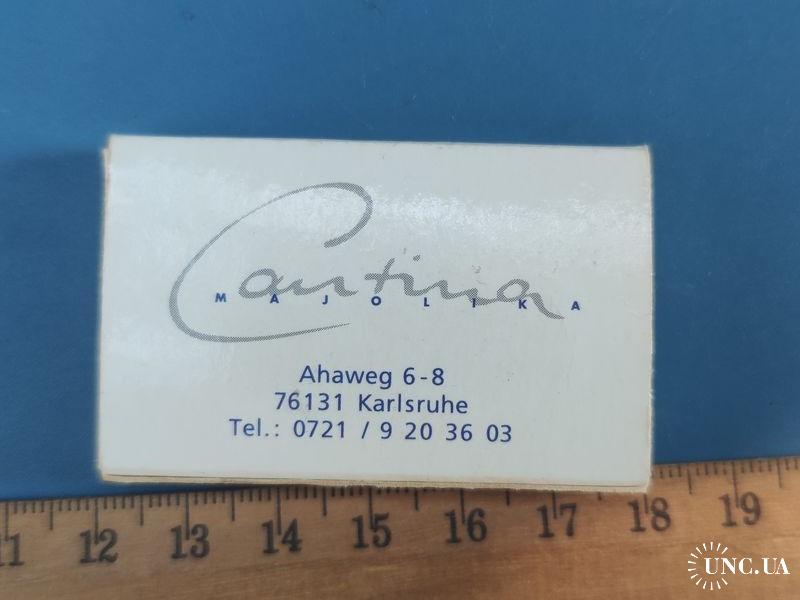 Cantina
MAJOLIKA
Ahaweg 6-8
76131 Karlsruhe
Tel.: 0721 / 9 20 36 03
11 12 13 14 15 16 17 18 19
UNC.UA